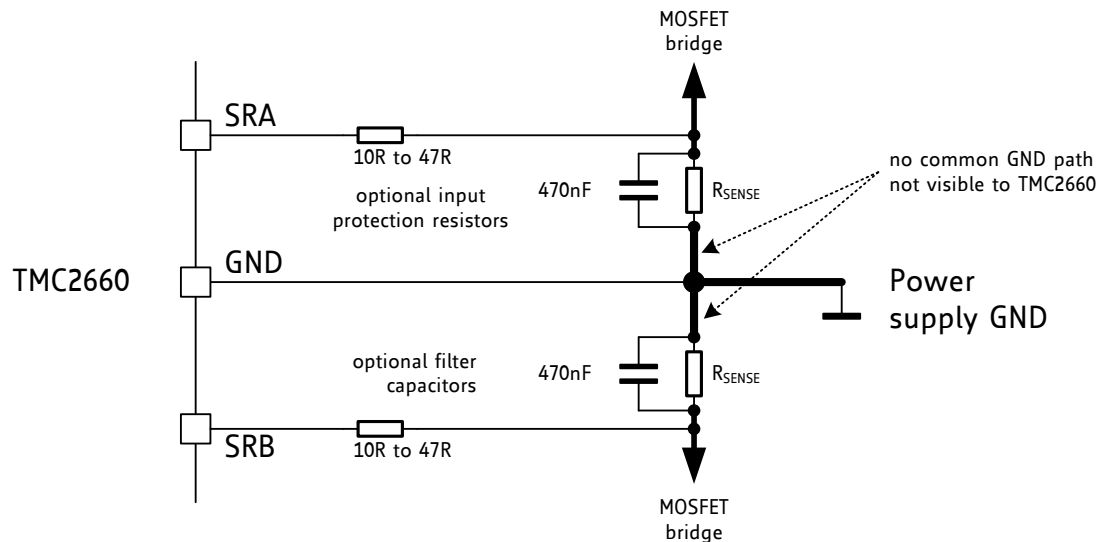 MOSFET
bridge
SRA
10R to 47R
optional input
protection resistors
470nF
RSENSE
no common GND path
not visible to TMC2660
TMC2660
GND
Power
supply GND
optional filter
capacitors
470nF
RSENSE
SRB
10R to 47R
MOSFET
bridge